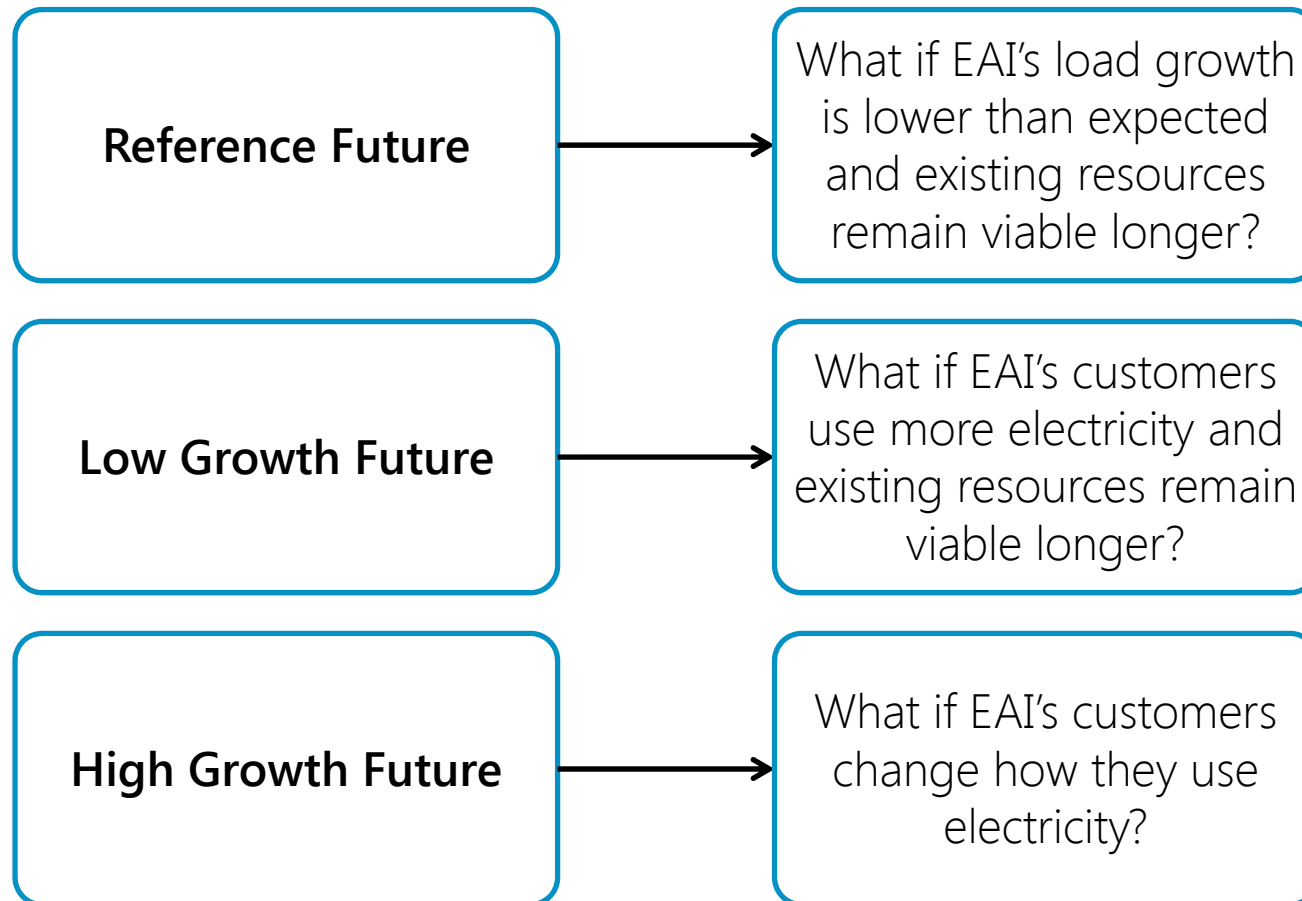 Reference Future
What if EAI’s load growth
is lower than expected
and existing resources
remain viable longer?
Low Growth Future
What if EAI’s customers
use more electricity and
existing resources remain
viable longer?
High Growth Future
What if EAI’s customers
change how they use
electricity?